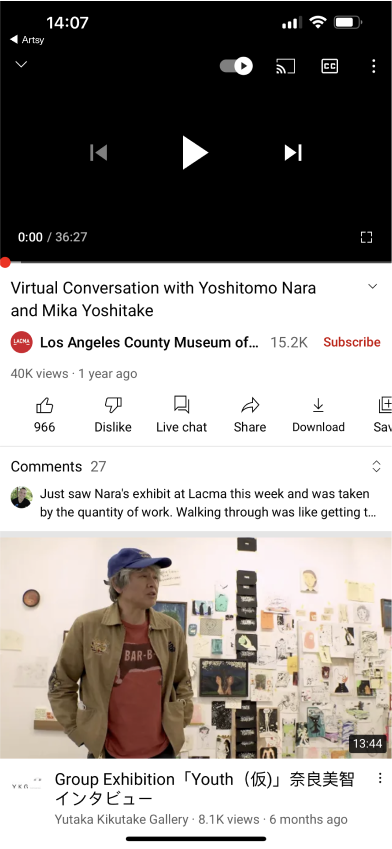 14:07
◀ Artsy
CC
0:00 / 36:27
Virtual Conversation with Yoshitomo Nara
and Mika Yoshitake
LACMA
Los Angeles County Museum of... 15.2K Subscribe
40K views · 1 year ago
966 Dislike Live chat Share Download Sav
Comments 27
Just saw Nara's exhibit at Lacma this week and was taken
by the quantity of work. Walking through was like getting t...
BAR-B
13:44
Group Exhibition「Youth（仮)」奈良美智
インタビュー
Yutaka Kikutake Gallery · 8.1K views · 6 months ago